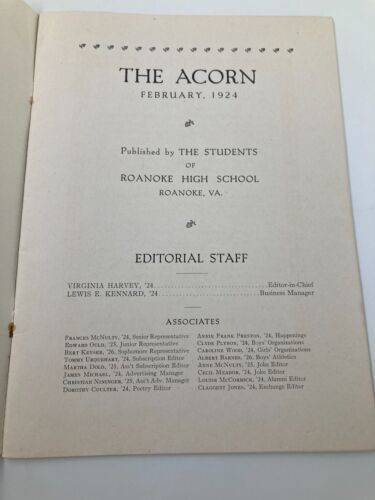 THE ACORN
FEBRUARY, 1924
Published by THE STUDENTS
OF
ROANOKE HIGH SCHOOL
ROANOKE, VA.
EDITORIAL STAFF
VIRGINIA HARVEY, '24 Editor-in-Chief
LEWIS E. KENNARD, '24 Business Manager
ASSOCIATES
FRANCES MCNULTY, '24, Senior Representative
EDWARD OULD, '25, Junior Representative
BERT KEYSER, '26, Sophomore Representative
TOMMY URQUHART, '24, Subscription Editor
MARTHA DOLD, '25, Ass't Subscription Editor
JAMES MICHAEL, '24, Advertising Manager
CHRISTIAN NININGER, '25, Ass't Adv. Manager
DOROTHY COULTER, '24, Poetry Editor
ANNIE FRANK PRESTON, '24, Happenings
CLYDE PLYBON, '24, Boys' Organizations
CAROLINE WOOD, '24, Girls' Organizations
ALBERT BARNES, '26, Boys' Athletics
ANNE MCNULTY, '25, Joke Editor
CECIL MEADOR, '24, Joke Editor
LOUISE MCCORMICK, '24, Alumni Editor
CLAGGETT JONES, '24, Exchange Editor